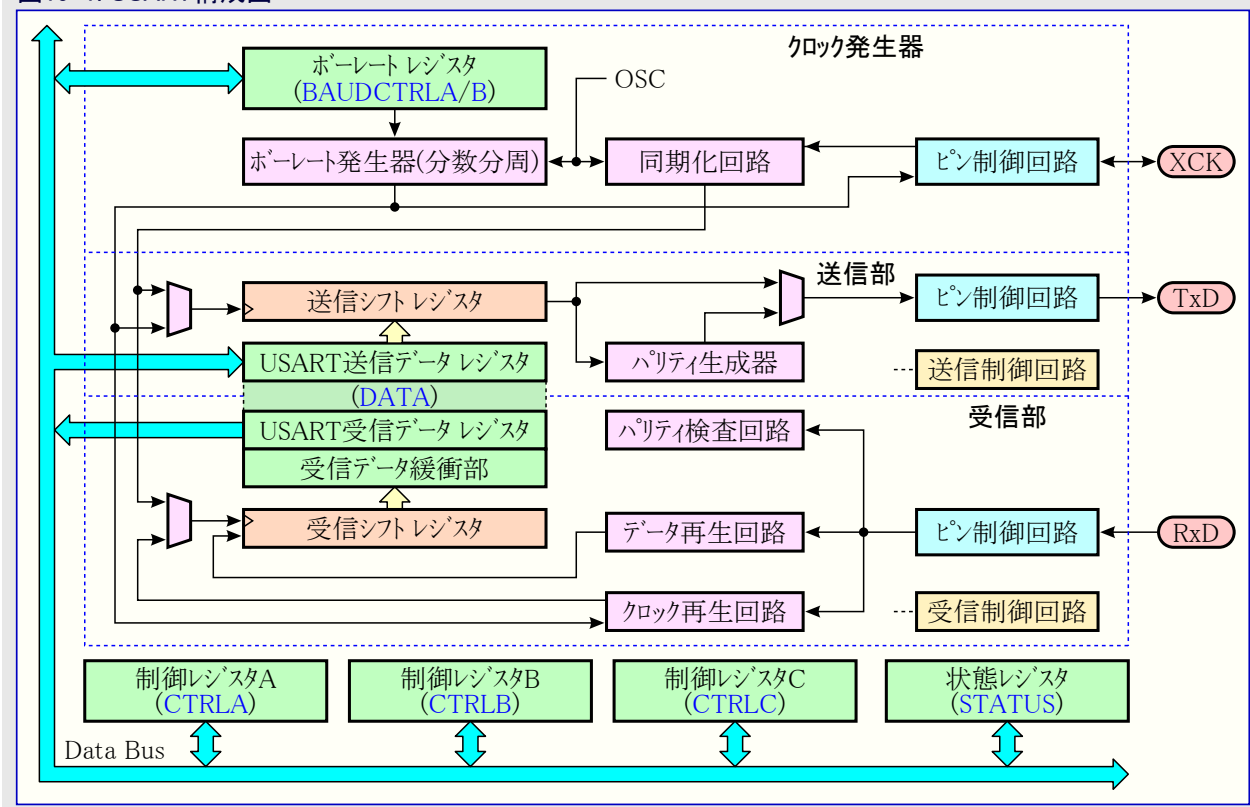 クロック発生器
ボーレート レジスタ
(BAUDCTRLA/B)
OSC
ボーレート発生器(分数分周)
同期化回路
ピン制御回路
XCK
送信部
送信シフト レジスタ
ピン制御回路
TxD
USART送信データ レジスタ
パリティ生成器
送信制御回路
(DATA)
受信部
USART受信データ レジスタ
パリティ検査回路
受信データ緩衝部
受信シフト レジスタ
データ再生回路
ピン制御回路
RxD
クロック再生回路
受信制御回路
制御レジスタA
(CTRLA)
制御レジスタB
(CTRLB)
制御レジスタC
(CTRLC)
状態レジスタ
(STATUS)
Data Bus